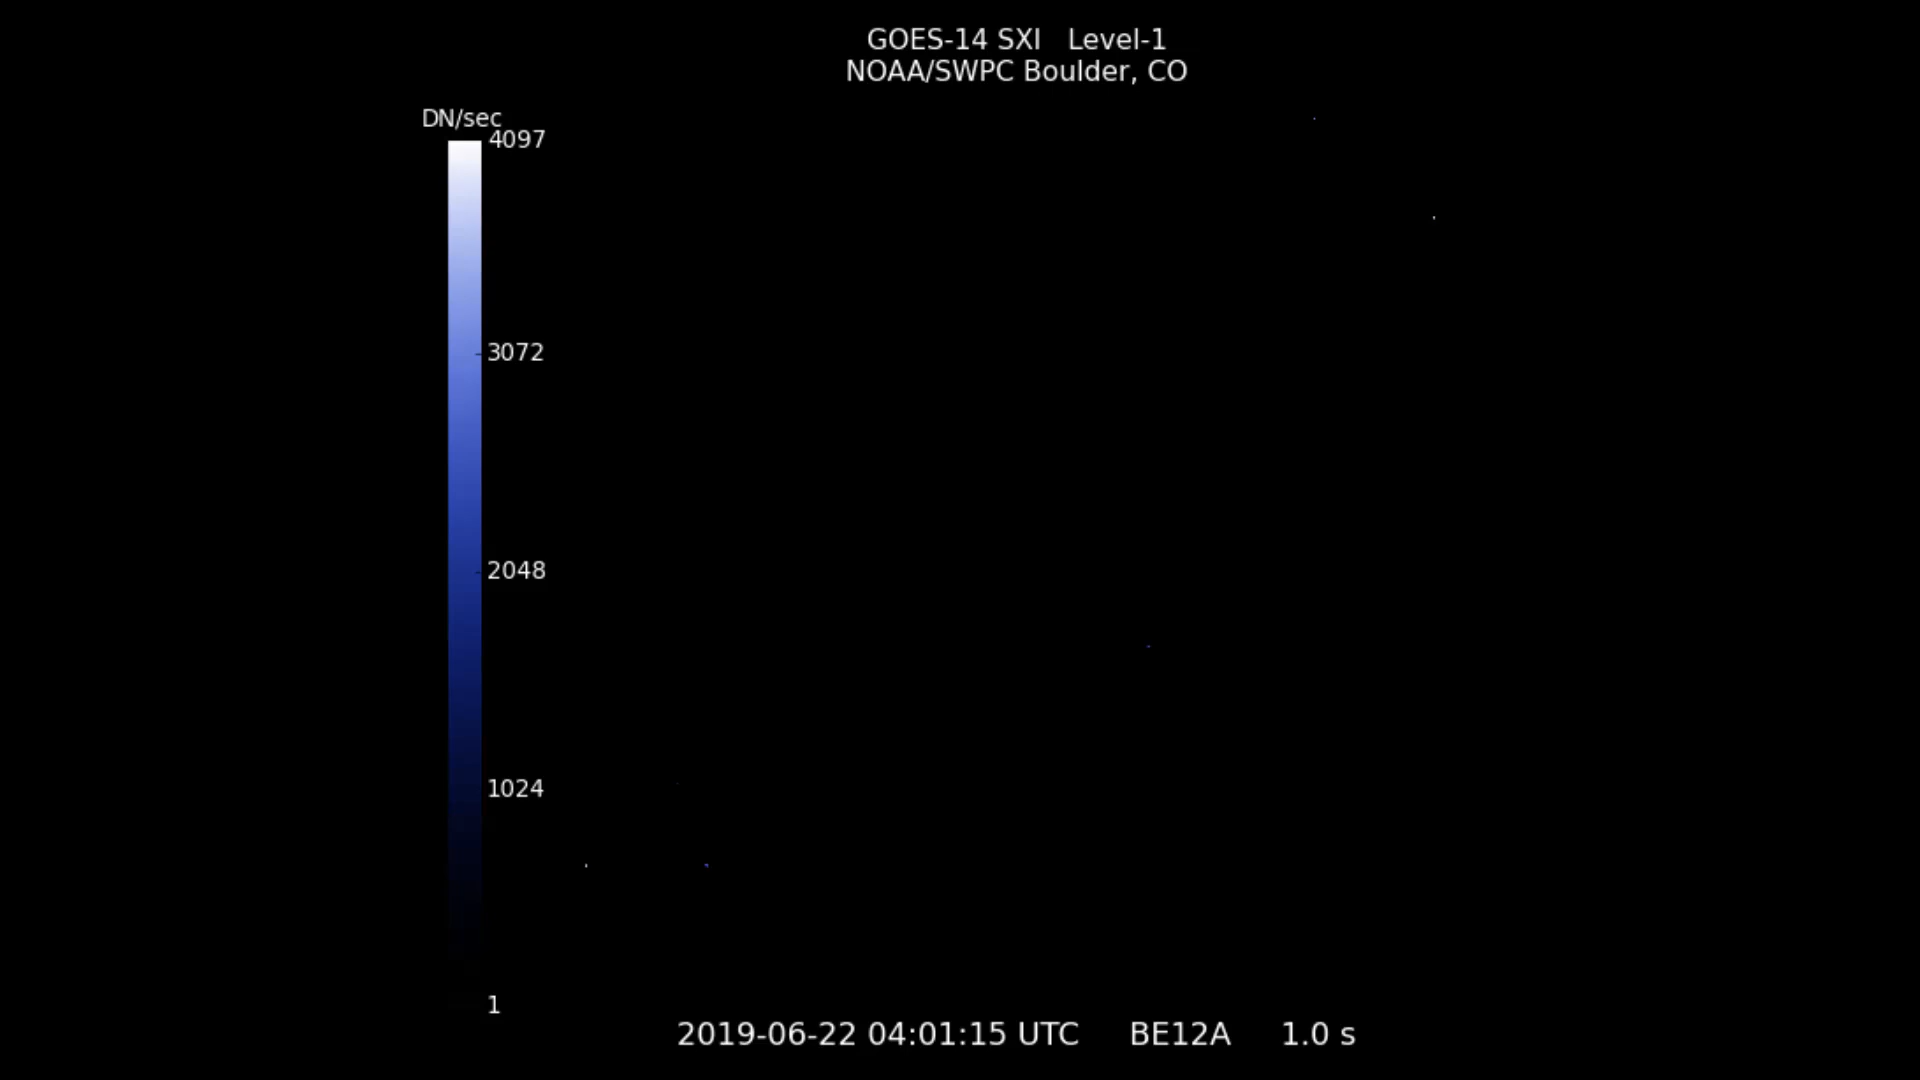 GOES-14 SXI Level-1
NOAA/SWPC Boulder, CO
DN/sec
4097
3072
2048
1024
1
2019-06-22 04:01:15 UTC BE12A 1.0 s